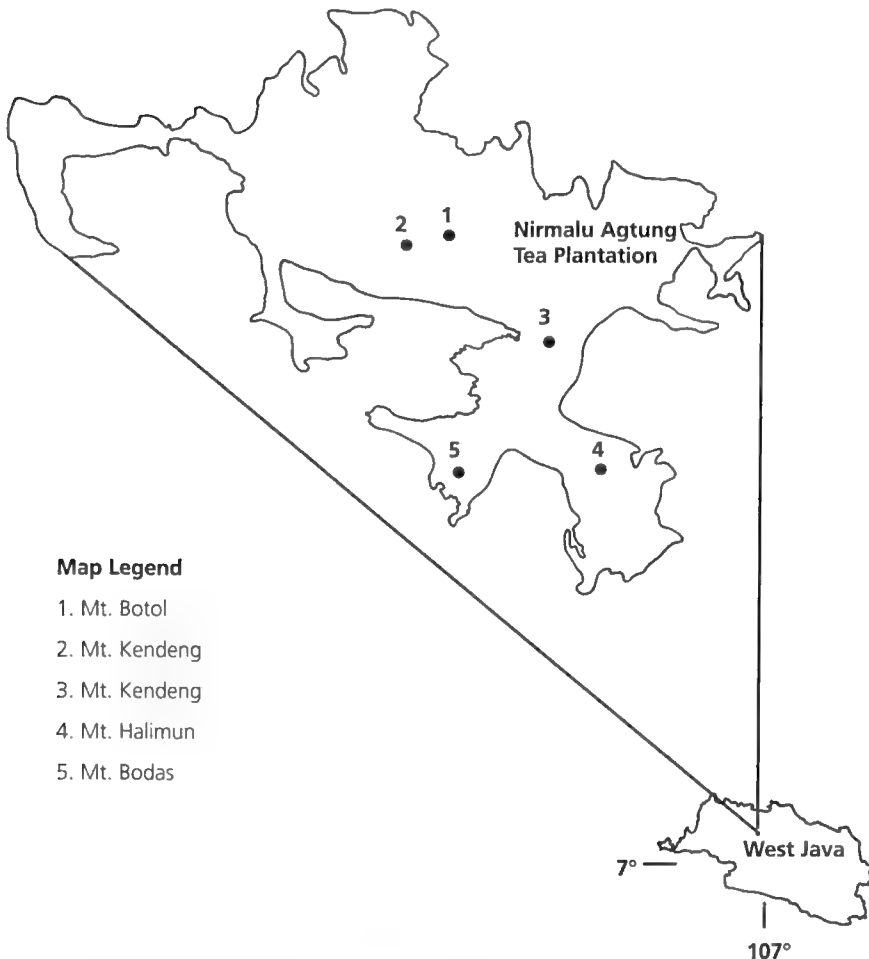 2
1
Nirmalu Agtung
Tea Plantation
3
5
4
Map Legend
1. Mt. Botol
2. Mt. Kendeng
3. Mt. Kendeng
4. Mt. Halimun
5. Mt. Bodas
West Java
7°
107°